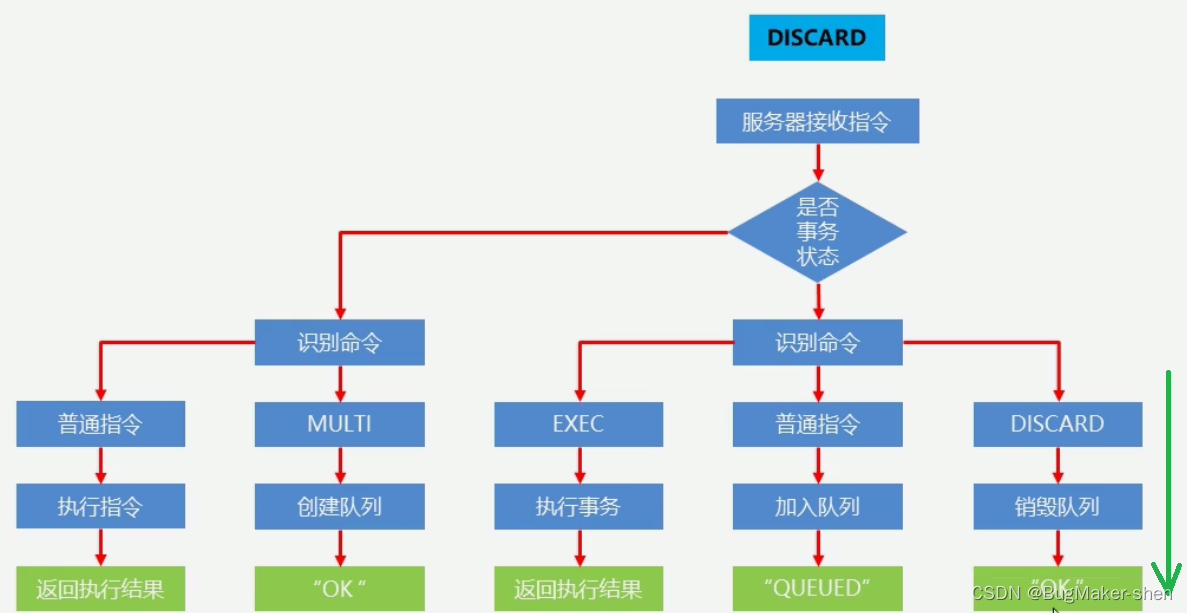 DISCARD
服务器接收指令
是否
事务
状态
识别命令
识别命令
普通指令
MULTI
EXEC
普通指令
DISCARD
执行指令
创建队列
执行事务
加入队列
销毁队列
返回执行结果
“OK “
返回执行结果
“QUEUED”
“OK“
CSDN @BugMaker-shen